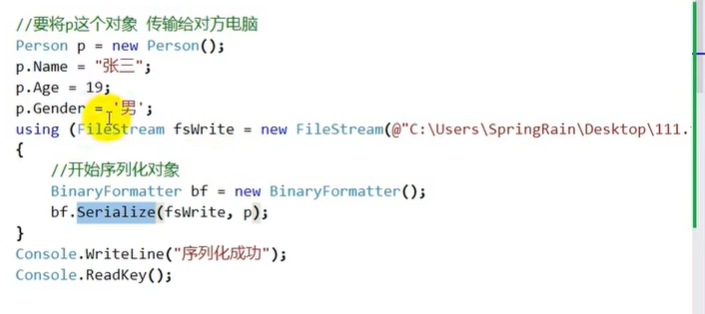 //要将p这个对象 传输给对方电脑
Person p = new Person();
p.Name = "张三";
p.Age = 19;
p.Gender = '男';
using (FileStream fsWrite = new FileStream(@"C:\Users\SpringRain\Desktop\111.
{
//开始序列化对象
BinaryFormatter bf = new BinaryFormatter();
bf.Serialize(fsWrite, p);
}
Console.WriteLine("序列化成功");
Console.ReadKey();